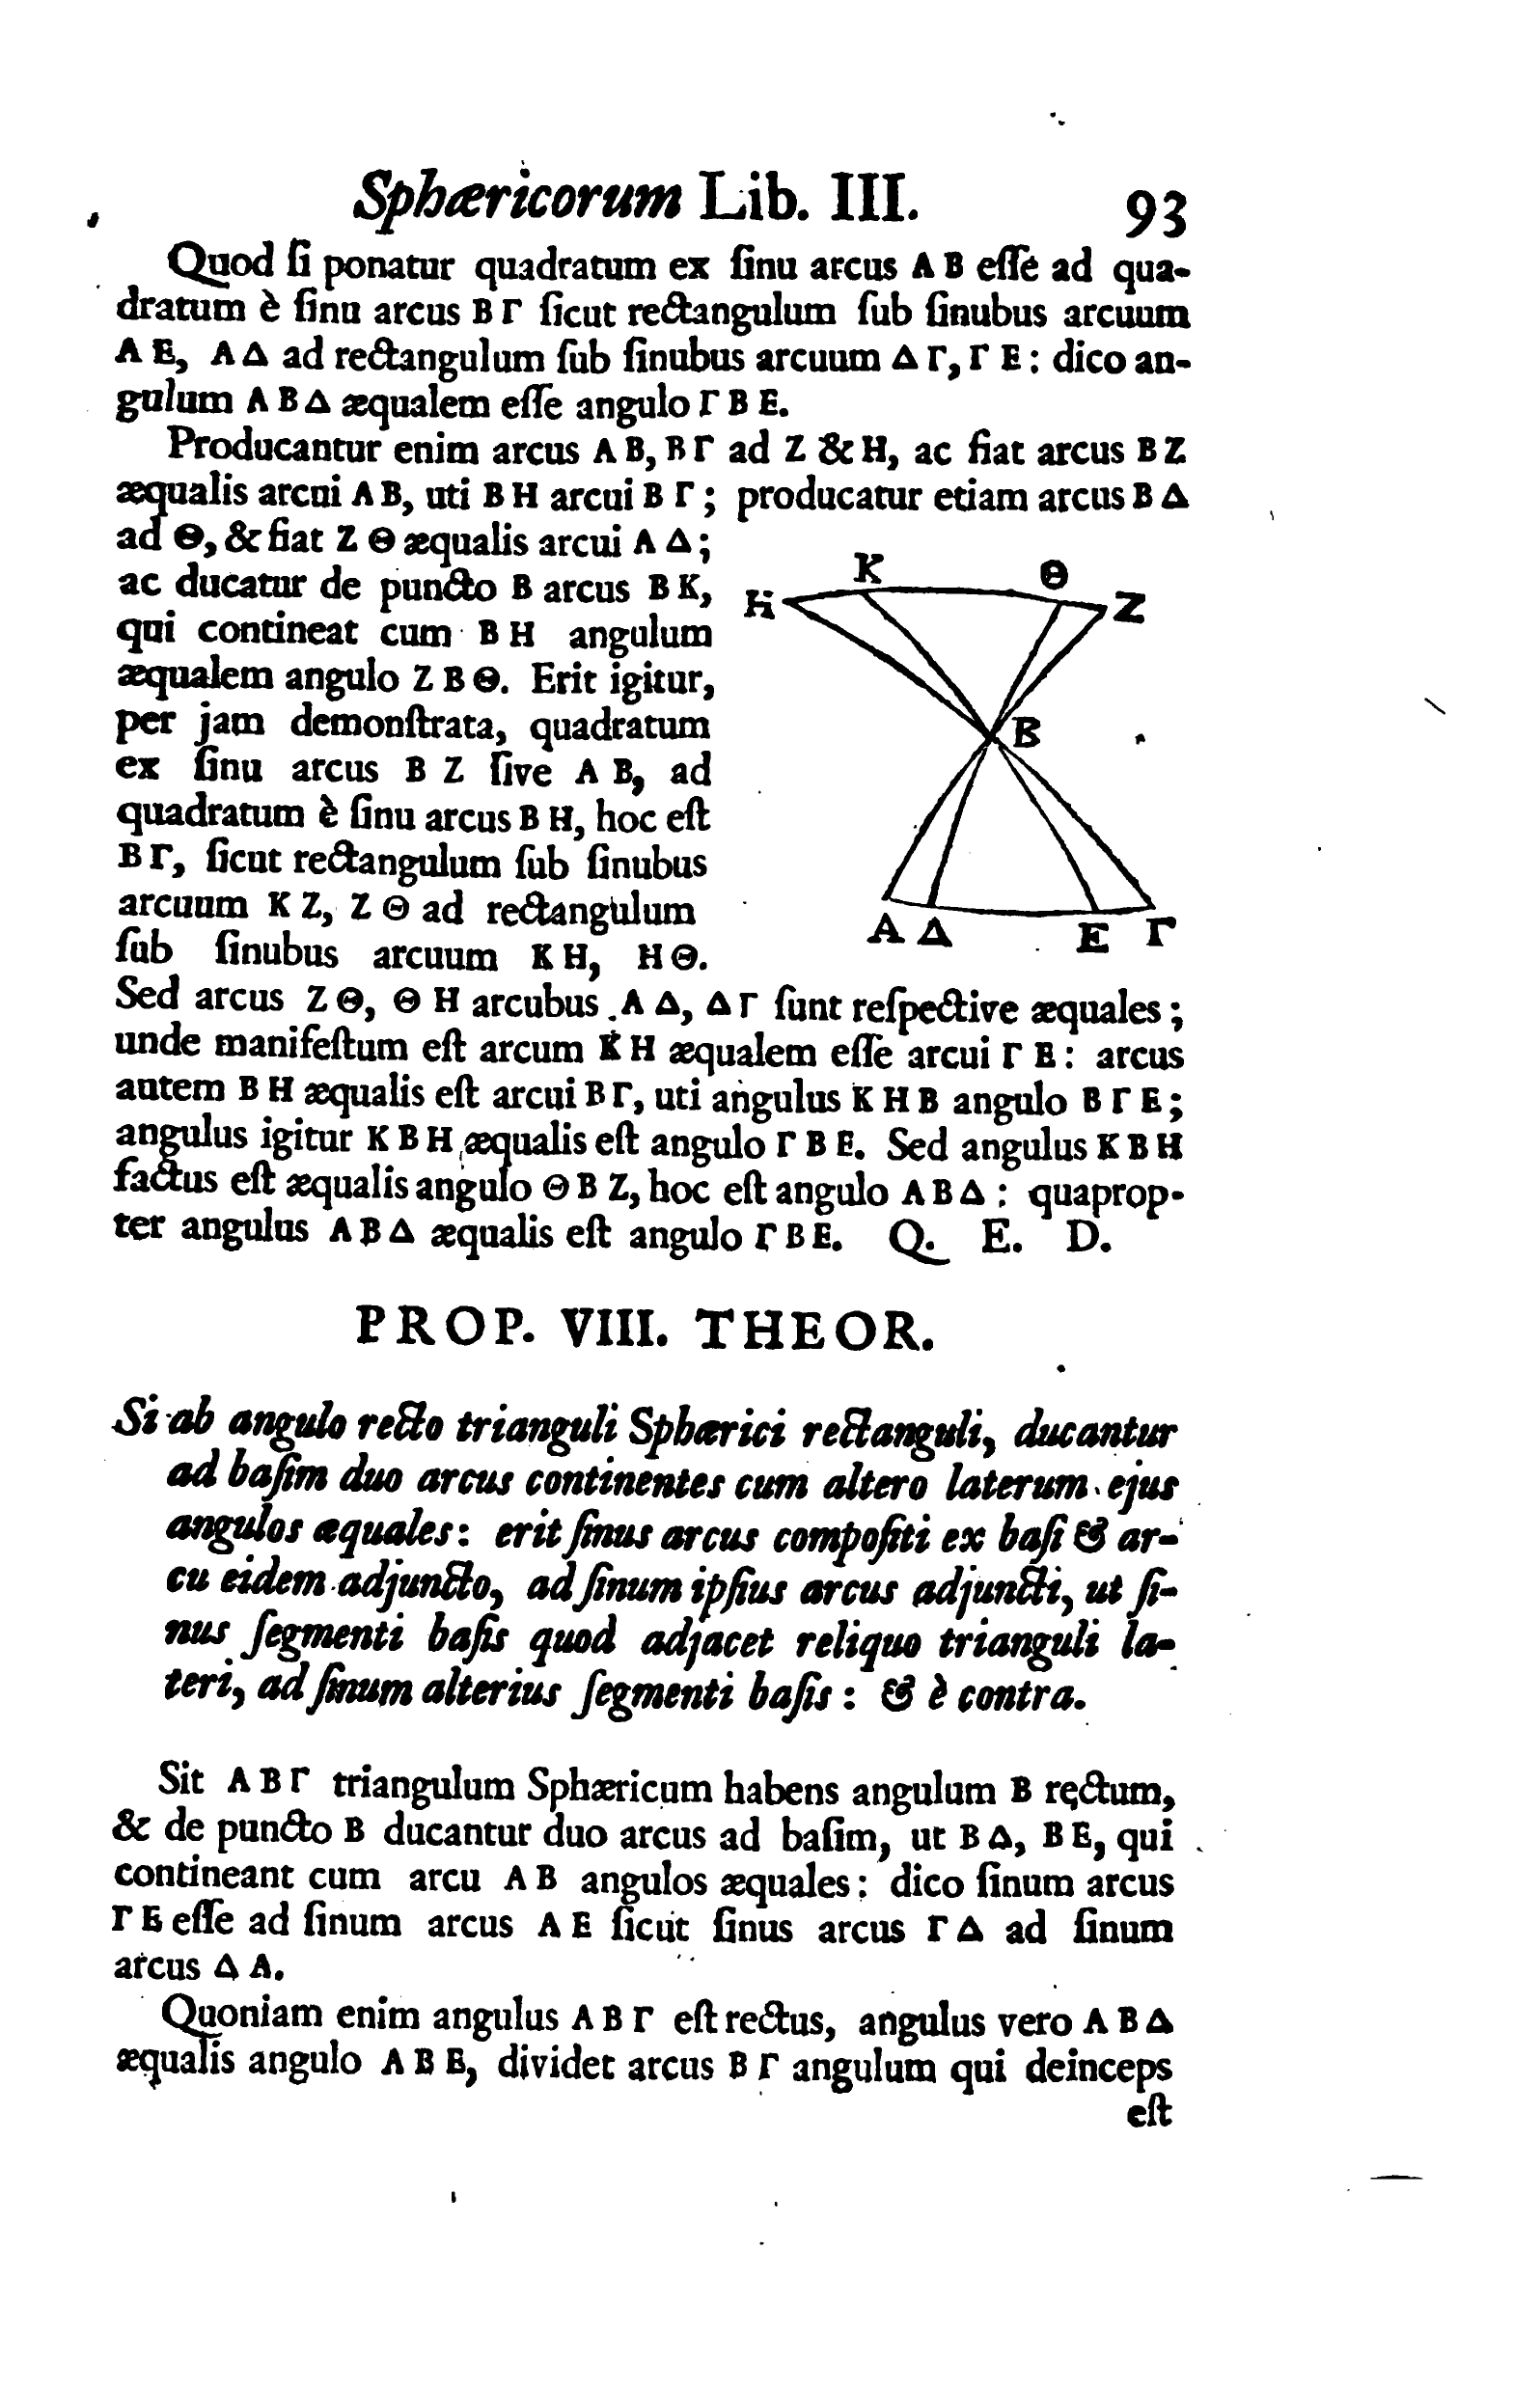 Sphæricorum Lib. III. 93
Quod ſi ponatur quadratum ex ſinu arcus Α Β eſſe ad qua-
dratum è ſinu arcus Β Γ ſicut rectangulum ſub ſinubus arcuum
Α Ε, Α Δ ad rectangulum ſub ſinubus arcuum Δ Γ, Γ Ε: dico an-
gulum Α Β Δ æqualem eſſe angulo Γ Β Ε.
Producantur enim arcus Α Β, Β Γ ad Ζ & Η, ac fiat arcus Β Ζ
æqualis arcui Α Β, uti Β Η arcui Β Γ; producatur etiam arcus Β Δ
ad Θ, & fiat Ζ Θ æqualis arcui Α Δ;
ac ducatur de puncto Β arcus Β Κ,
qui contineat cum Β Η angulum
æqualem angulo Ζ Β Θ. Erit igitur,
per jam demonſtrata, quadratum
ex ſinu arcus Β Ζ ſive Α Β, ad
quadratum è ſinu arcus Β Η, hoc eſt
Β Γ, ſicut rectangulum ſub ſinubus
arcuum Κ Ζ, Ζ Θ ad rectangulum
ſub ſinubus arcuum Κ Η, Η Θ.
Η Κ Θ Ζ
Β
Α Δ Ε Γ
Sed arcus Ζ Θ, Θ Η arcubus Α Δ, Δ Γ ſunt reſpective æquales;
unde manifeſtum eſt arcum Κ Η æqualem eſſe arcui Γ Ε: arcus
autem Β Η æqualis eſt arcui Β Γ, uti angulus Κ Η Β angulo Β Γ Ε;
angulus igitur Κ Β Η æqualis eſt angulo Γ Β Ε. Sed angulus Κ Β Η
factus eſt æqualis angulo Θ Β Ζ, hoc eſt angulo Α Β Δ: quaprop-
ter angulus Α Β Δ æqualis eſt angulo Γ Β Ε. Q. E. D.
PROP. VIII. THEOR.
Si ab angulo recto trianguli Sphærici rectanguli, ducantur
ad baſim duo arcus continentes cum altero laterum ejus
angulos æquales: erit ſinus arcus compoſiti ex baſi & ar-
cu eidem adjuncto, ad ſinum ipſius arcus adjuncti, ut ſi-
nus ſegmenti baſis quod adjacet reliquo trianguli la-
teri, ad ſinum alterius ſegmenti baſis: & è contra.
Sit Α Β Γ triangulum Sphæricum habens angulum Β rectum,
& de puncto Β ducantur duo arcus ad baſim, ut Β Δ, Β Ε, qui
contineant cum arcu Α Β angulos æquales: dico ſinum arcus
Γ Ε eſſe ad ſinum arcus Α Ε ſicut ſinus arcus Γ Δ ad ſinum
arcus Δ Α.
Quoniam enim angulus Α Β Γ eſt rectus, angulus vero Α Β Δ
æqualis angulo Α Β Ε, dividet arcus Β Γ angulum qui deinceps
eſt